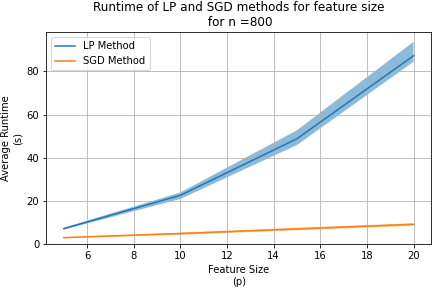 Runtime of LP and SGD methods for feature size
for n =800
LP Method
SGD Method
Average Runtime
(s)
80
60
40
20
0
6 8 10 12 14 16 18 20
Feature Size
(p)